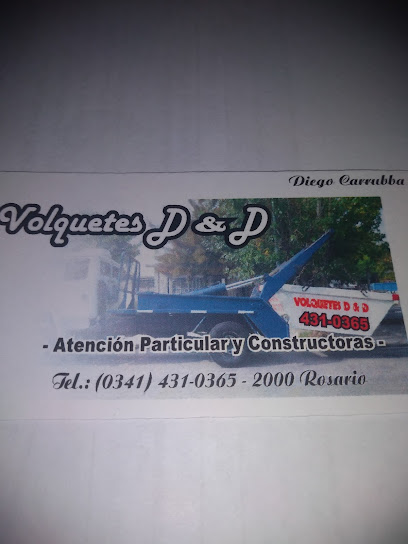 Diego Carrubba
Volquetes D & D
VOLQUETES D & D
431-0365
- Atención Particular y Constructoras -
Tel.: (0341) 431-0365 - 2000 Rosario